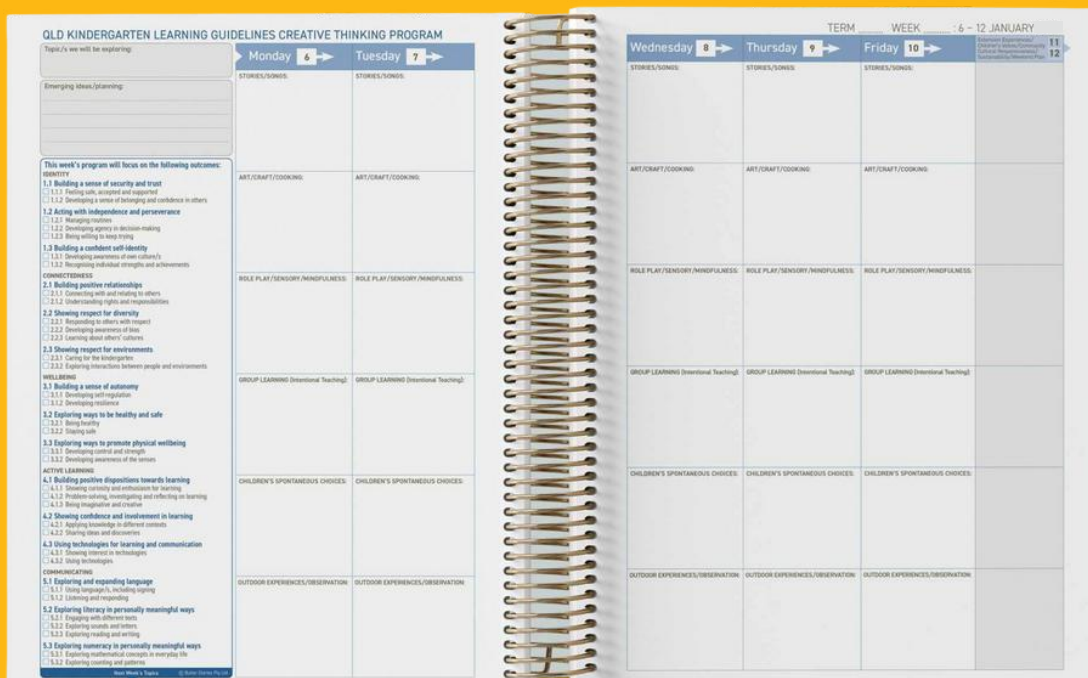 QLD KINDERGARTEN LEARNING GUIDELINES CREATIVE THINKING PROGRAM
Topic/s we will be exploring:
Emerging ideas/planning:
This week's program will focus on the following outcomes:
IDENTITY
1.1 Building a sense of security and trust
1.1.1 Feeling safe, accepted and supported
1.1.2 Developing a sense of belonging and confidence in others
1.2 Acting with independence and perseverance
1.2.1 Managing routines
1.2.2 Developing agency in decision-making
1.2.3 Being willing to keep trying
1.3 Building a confident self-identity
1.3.1 Developing awareness of own culture/s
1.3.2 Recognising individual strengths and achievements
CONNECTEDNESS
2.1 Building positive relationships
2.1.1 Connecting with and relating to others
2.1.2 Understanding rights and responsibilities
2.2 Showing respect for diversity
2.2.1 Responding to others with respect
2.2.2 Developing awareness of bias
2.2.3 Learning about others' cultures
2.3 Showing respect for environments
2.3.1 Caring for the kindergarten
2.3.2 Exploring interactions between people and environments
WELLBEING
3.1 Building a sense of autonomy
3.1.1 Developing self-regulation
3.1.2 Developing resilience
3.2 Exploring ways to be healthy and safe
3.2.1 Being healthy
3.2.2 Staying safe
3.3 Exploring ways to promote physical wellbeing
3.3.1 Developing control and strength
3.3.2 Developing awareness of the senses
ACTIVE LEARNING
4.1 Building positive dispositions towards learning
4.1.1 Showing curiosity and enthusiasm for learning
4.1.2 Problem-solving, investigating and reflecting on learning
4.1.3 Being imaginative and creative
4.2 Showing confidence and involvement in learning
4.2.1 Applying knowledge in different contexts
4.2.2 Sharing ideas and discoveries
4.3 Using technologies for learning and communication
4.3.1 Showing interest in technologies
4.3.2 Using technologies
COMMUNICATING
5.1 Exploring and expanding language
5.1.1 Using language/s, including signing
5.1.2 Listening and responding
5.2 Exploring literacy in personally meaningful ways
5.2.1 Engaging with different texts
5.2.2 Exploring sounds and letters
5.2.3 Exploring reading and writing
5.3 Exploring numeracy in personally meaningful ways
5.3.1 Exploring mathematical concepts in everyday life
5.3.2 Exploring counting and patterns
Next Week's Topics © Butler Diaries Pty Ltd
Monday 6 Tuesday 7
STORIES/SONGS: STORIES/SONGS:
ART/CRAFT/COOKING: ART/CRAFT/COOKING:
ROLE PLAY/SENSORY/MINDFULNESS: ROLE PLAY/SENSORY/MINDFULNESS:
GROUP LEARNING (Intentional Teaching): GROUP LEARNING (Intentional Teaching):
CHILDREN'S SPONTANEOUS CHOICES: CHILDREN'S SPONTANEOUS CHOICES:
OUTDOOR EXPERIENCES/OBSERVATION: OUTDOOR EXPERIENCES/OBSERVATION:
TERM WEEK : 6 - 12 JANUARY
Wednesday 8 Thursday 9 Friday 10
Extension Experiences/
Children's Voices/Community
Cultural Responsiveness/
Sustainability/Weekend Plan
11
12
STORIES/SONGS: STORIES/SONGS: STORIES/SONGS:
ART/CRAFT/COOKING: ART/CRAFT/COOKING: ART/CRAFT/COOKING:
ROLE PLAY/SENSORY/MINDFULNESS: ROLE PLAY/SENSORY/MINDFULNESS: ROLE PLAY/SENSORY/MINDFULNESS:
GROUP LEARNING (Intentional Teaching): GROUP LEARNING (Intentional Teaching): GROUP LEARNING (Intentional Teaching):
CHILDREN'S SPONTANEOUS CHOICES: CHILDREN'S SPONTANEOUS CHOICES: CHILDREN'S SPONTANEOUS CHOICES:
OUTDOOR EXPERIENCES/OBSERVATION: OUTDOOR EXPERIENCES/OBSERVATION: OUTDOOR EXPERIENCES/OBSERVATION: